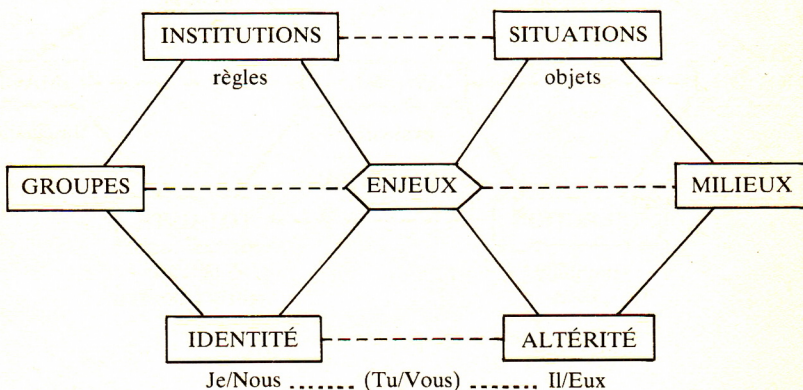 INSTITUTIONS SITUATIONS
règles objets
GROUPES ENJEUX MILIEUX
IDENTITÉ ALTÉRITÉ
Je/Nous ....... (Tu/Vous) ....... Il/Eux